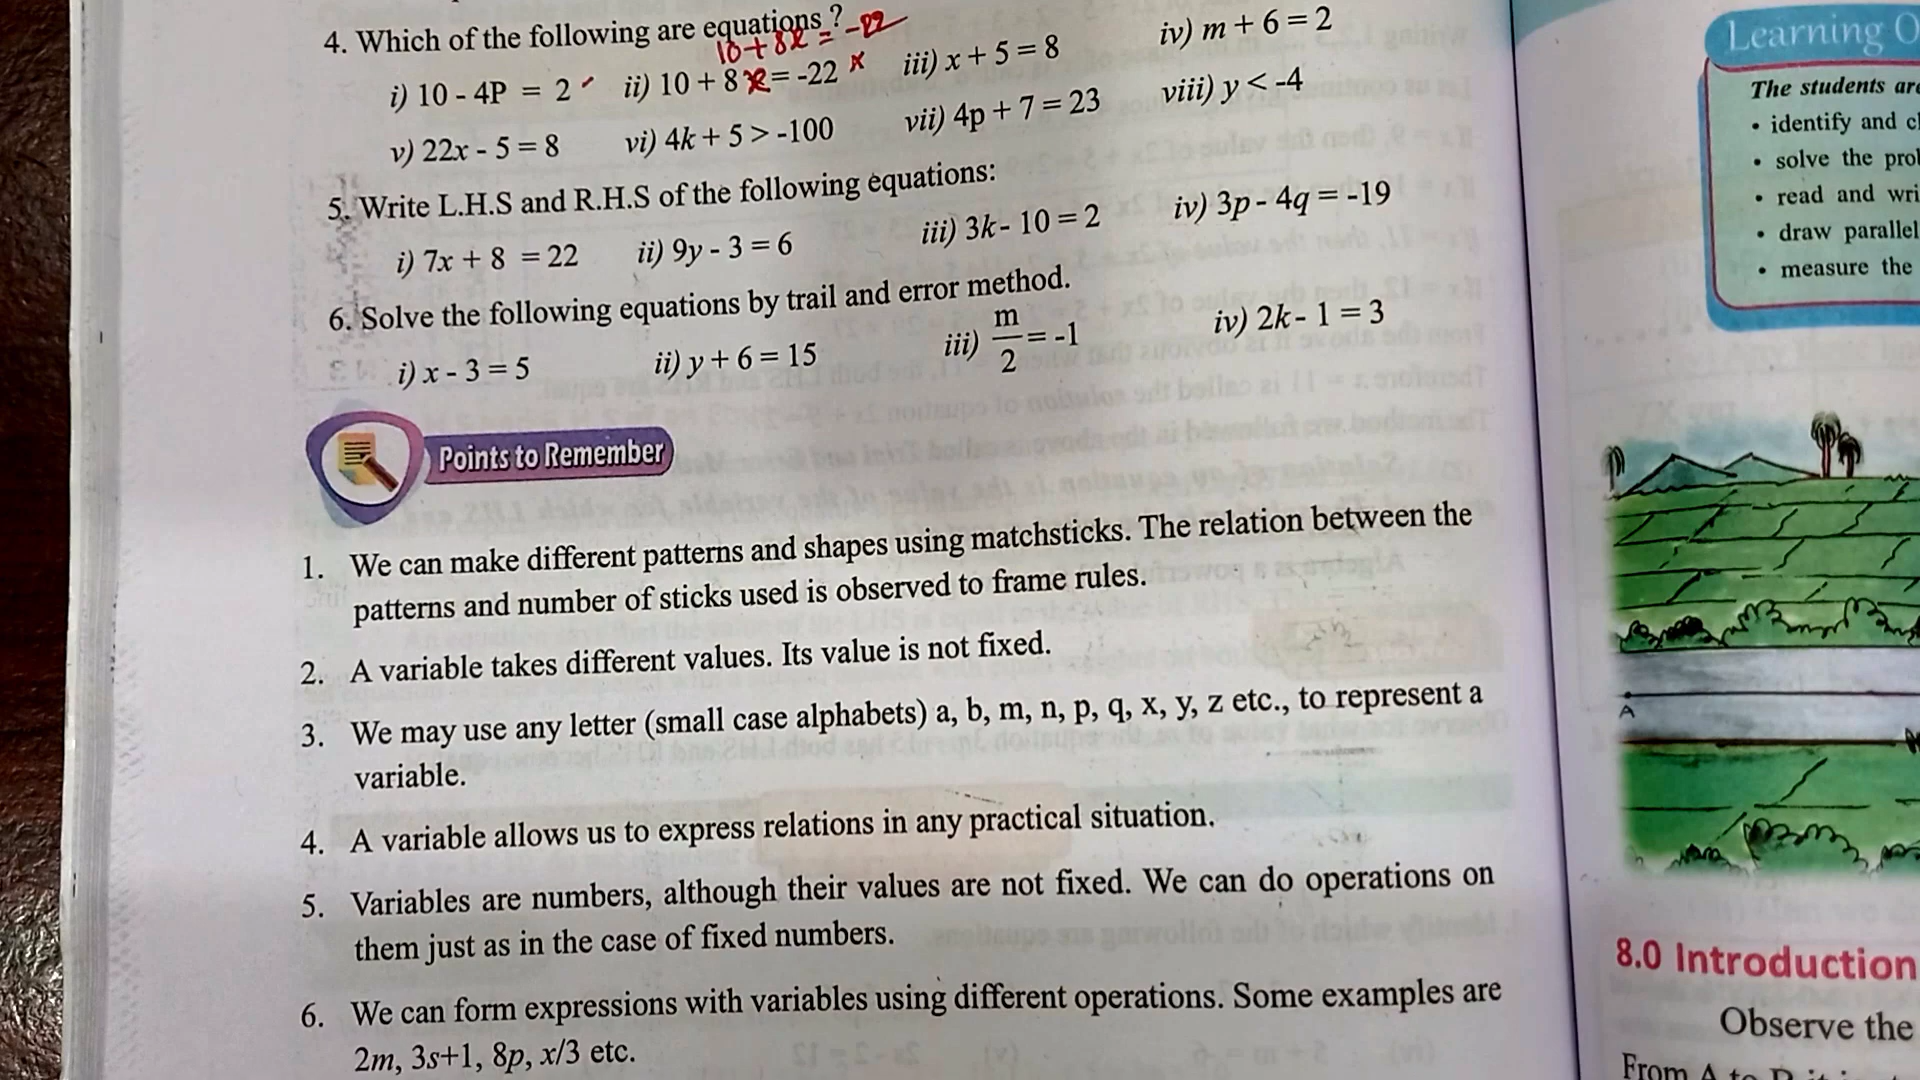 4. Which of the following are equations ?
10+8x = -22
i) 10 - 4P = 2 ii) 10 + 8x = -22 x iii) x + 5 = 8 iv) m + 6 = 2
v) 22x - 5 = 8 vi) 4k + 5 > -100 vii) 4p + 7 = 23 viii) y < -4
5. Write L.H.S and R.H.S of the following equations:
i) 7x + 8 = 22 ii) 9y - 3 = 6 iii) 3k - 10 = 2 iv) 3p - 4q = -19
6. Solve the following equations by trail and error method.
i) x - 3 = 5 ii) y + 6 = 15 iii) m/2 = -1 iv) 2k - 1 = 3
Points to Remember
1. We can make different patterns and shapes using matchsticks. The relation between the
patterns and number of sticks used is observed to frame rules.
2. A variable takes different values. Its value is not fixed.
3. We may use any letter (small case alphabets) a, b, m, n, p, q, x, y, z etc., to represent a
variable.
4. A variable allows us to express relations in any practical situation.
5. Variables are numbers, although their values are not fixed. We can do operations on
them just as in the case of fixed numbers.
6. We can form expressions with variables using different operations. Some examples are
2m, 3s+1, 8p, x/3 etc.
Learning
The students are
• identify and
• solve the
• read and
• draw parallel
• measure the
A
8.0 Introduction
Observe the
From A to